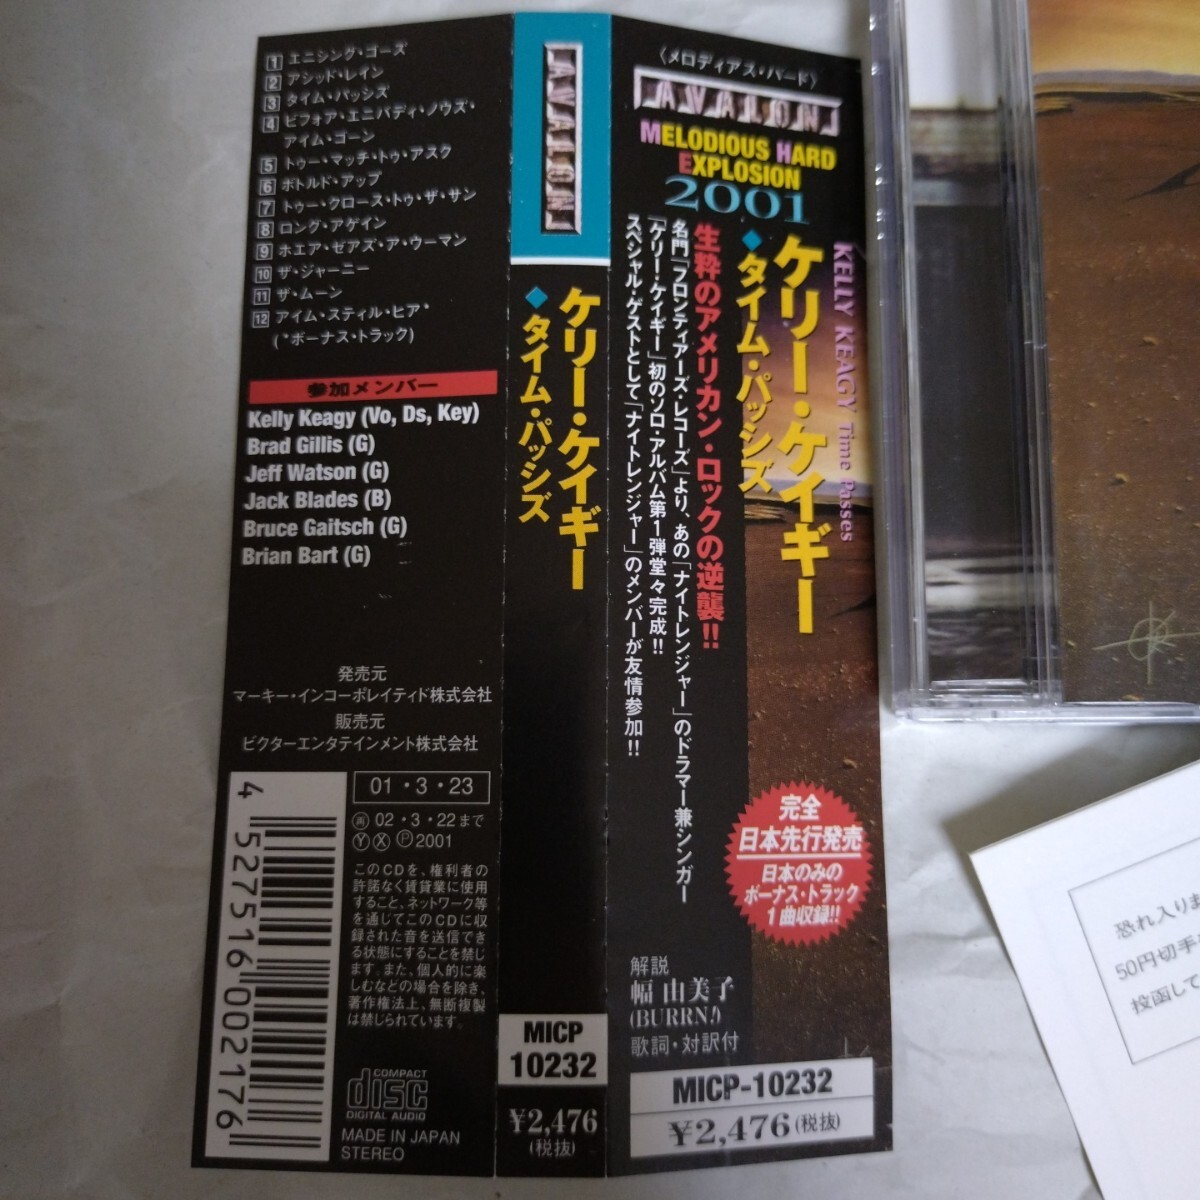 1 エニシング・ゴーズ
2 アシッド・レイン
3 タイム・パッシズ
4 ビフォア・エニバディ・ノウズ・
アイム・ゴーン
5 トゥー・マッチ・トゥ・アスク
6 ボトルド・アップ
7 トゥー・クロース・トゥ・ザ・サン
8 ロング・アゲイン
9 ホエア・ゼアズ・ア・ウーマン
10 ザ・ジャーニー
11 ザ・ムーン
12 アイム・スティル・ヒア*
(*ボーナス・トラック)
参加メンバー
Kelly Keagy (Vo, Ds, Key)
Brad Gillis (G)
Jeff Watson (G)
Jack Blades (B)
Bruce Gaitsch (G)
Brian Bart (G)
発売元
マーキー・インコーポレイティド株式会社
販売元
ビクターエンタテインメント株式会社
4 527516 002176
01・3・23
再 02・3・22まで
Ⓨ Ⓧ Ⓟ2001
このCDを、権利者の
許諾なく賃貸業に使用
すること、ネットワーク等
を通じてこのCDに収
録された音を送信でき
る状態にすることを禁じ
ます。また、個人的に楽
しむなどの場合を除き、
著作権法上、無断複製
は禁じられています。
COMPACT
disc
DIGITAL AUDIO
MADE IN JAPAN
STEREO
AVALON
ケリー・ケイギー
◆タイム・パッシズ
MICP
10232
¥2,476
(税抜)
〈メロディアス・ハード〉
AVALON
MELODIOUS HARD
EXPLOSION
2001
KELLY KEAGY Time Passes
ケリー・ケイギー
◆タイム・パッシズ
生粋のアメリカン・ロックの逆襲!!
名門「フロンティアーズ・レコーズ」より、あの「ナイトレンジャー」のドラマー兼シンガー
「ケリー・ケイギー」初のソロ・アルバム第1弾堂々完成!!
スペシャル・ゲストとして「ナイトレンジャー」のメンバーが友情参加!!
完全
日本先行発売
日本のみの
ボーナス・トラック
1曲収録!!
解説
幅 由美子
(BURRN!)
歌詞・対訳付
MICP-10232
¥2,476(税抜)
恐れ入りま
50円切手
投函して